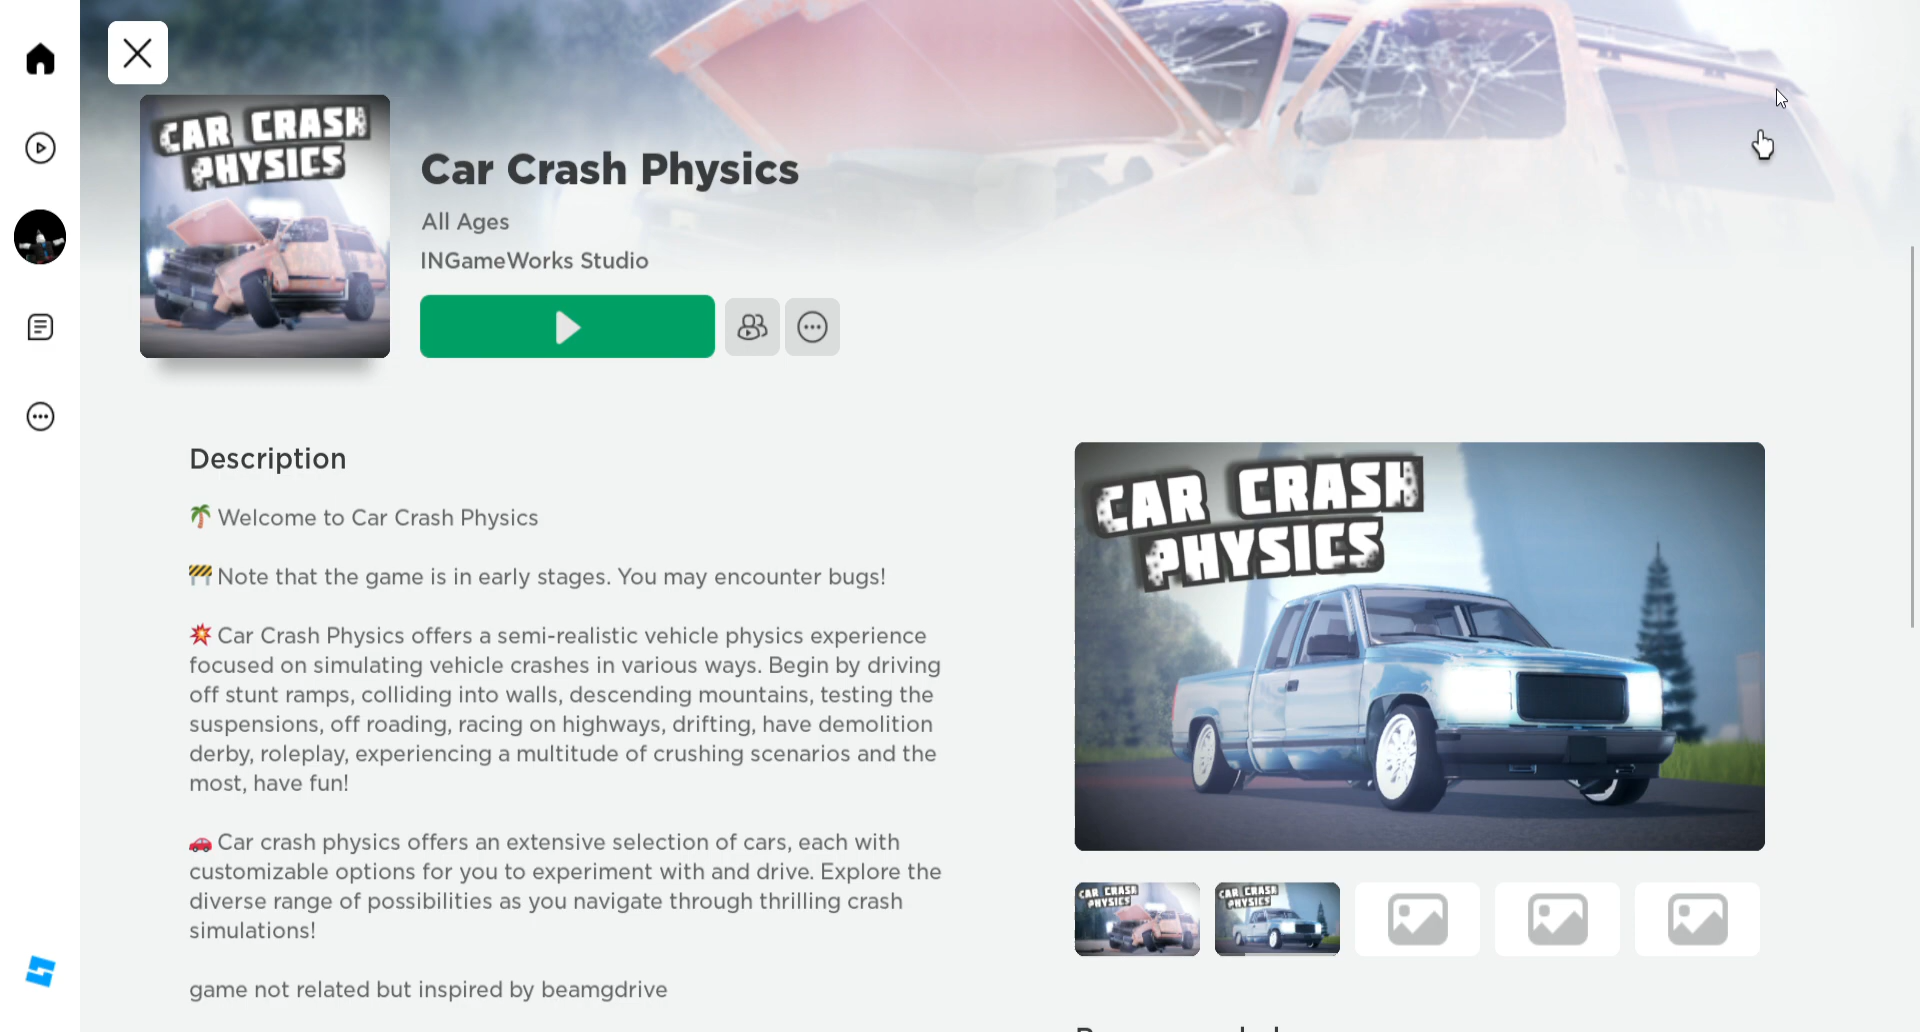 CAR CRASH
PHYSICS
Car Crash Physics
All Ages
INGameWorks Studio
Description
🌴 Welcome to Car Crash Physics
🚧 Note that the game is in early stages. You may encounter bugs!
💥 Car Crash Physics offers a semi-realistic vehicle physics experience
focused on simulating vehicle crashes in various ways. Begin by driving
off stunt ramps, colliding into walls, descending mountains, testing the
suspensions, off roading, racing on highways, drifting, have demolition
derby, roleplay, experiencing a multitude of crushing scenarios and the
most, have fun!
🚗 Car crash physics offers an extensive selection of cars, each with
customizable options for you to experiment with and drive. Explore the
diverse range of possibilities as you navigate through thrilling crash
simulations!
game not related but inspired by beamgdrive
CAR CRASH
PHYSICS
CAR CRASH
PHYSICS
CAR CRASH
PHYSICS